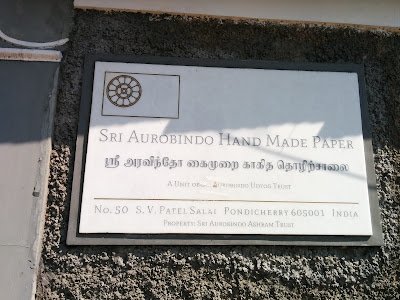 SRI AUROBINDO HAND MADE PAPER
ஸ்ரீ அரவிந்தோ கைமுறை காகித தொழிற்சாலை
A UNIT OF AUROBINDO UDYOG TRUST
NO. 50 S. V. PATEL SALAI PONDICHERRY 605001 INDIA
PROPERTY: SRI AUROBINDO ASHRAM TRUST